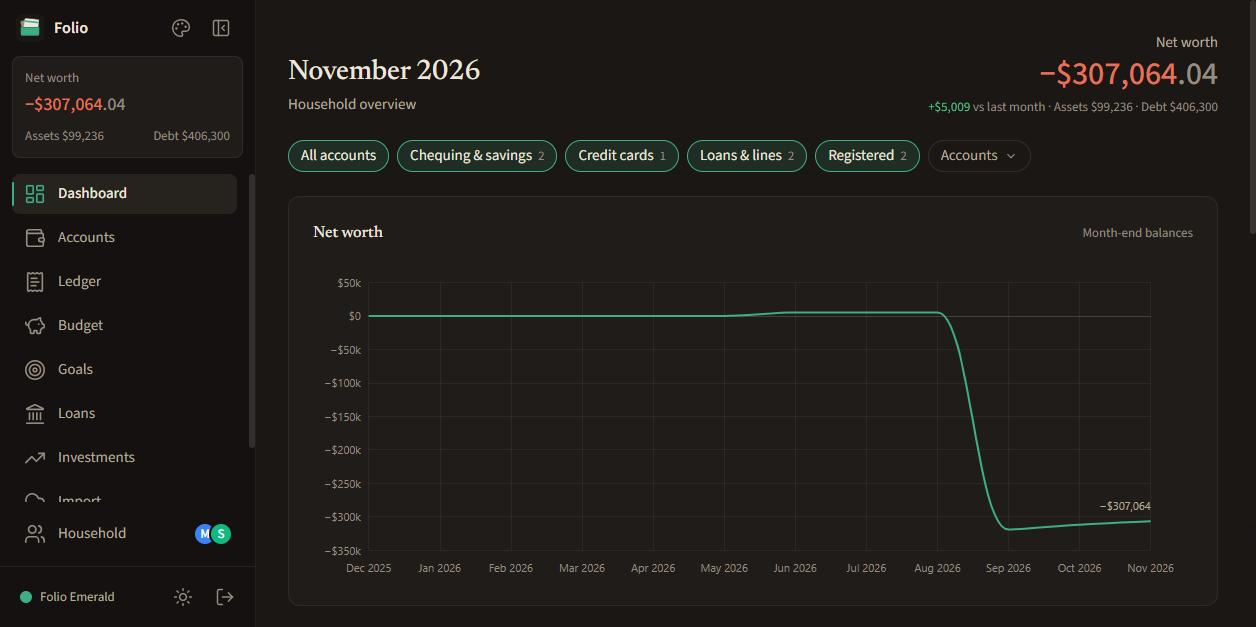 Folio
Net worth
−$307,064.04
Assets $99,236 Debt $406,300
Dashboard
Accounts
Ledger
Budget
Goals
Loans
Investments
Import
Household M S
Folio Emerald
November 2026
Household overview
Net worth
−$307,064.04
+$5,009 vs last month · Assets $99,236 · Debt $406,300
All accounts Chequing & savings 2 Credit cards 1 Loans & lines 2 Registered 2 Accounts
Net worth Month-end balances
$50k
$0
−$50k
−$100k
−$150k
−$200k
−$250k
−$300k
−$350k
−$307,064
Dec 2025 Jan 2026 Feb 2026 Mar 2026 Apr 2026 May 2026 Jun 2026 Jul 2026 Aug 2026 Sep 2026 Oct 2026 Nov 2026